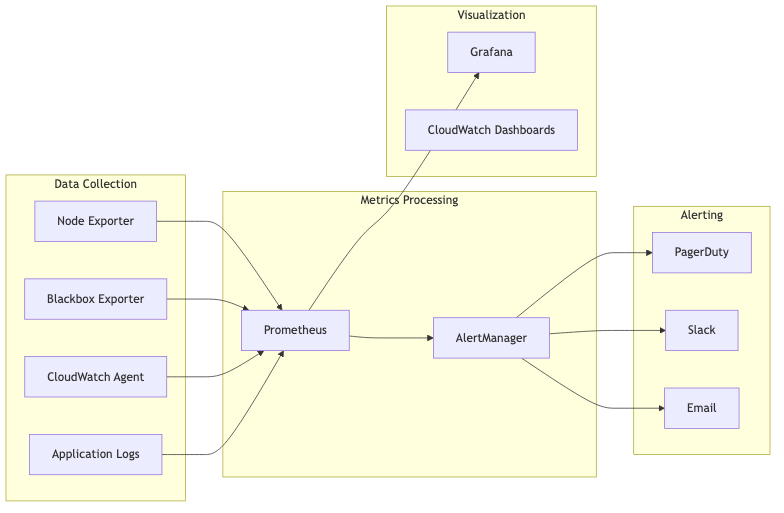 Visualization
Grafana
CloudWatch Dashboards
Data Collection
Node Exporter
Blackbox Exporter
CloudWatch Agent
Application Logs
Metrics Processing
Prometheus
AlertManager
Alerting
PagerDuty
Slack
Email